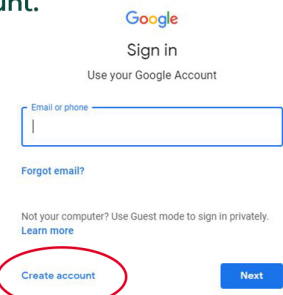 unt.
Google
Sign in
Use your Google Account
Email or phone
Forgot email?
Not your computer? Use Guest mode to sign in privately.
Learn more
Create account
Next